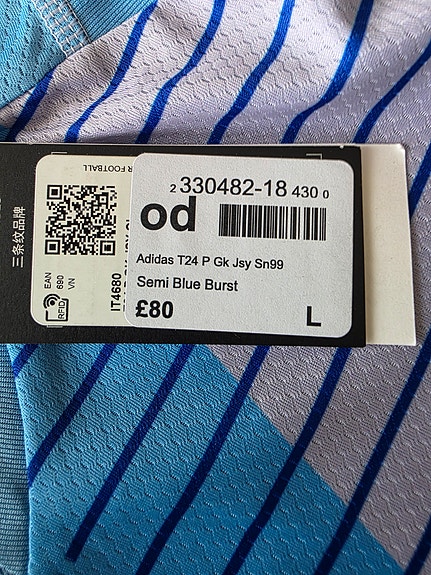 2 330482-18 430 0
od
Adidas T24 P Gk Jsy Sn99
Semi Blue Burst
£80
L
R FOOTBALL
三条纹品牌
EAN
690
VN
RFID
IT4680